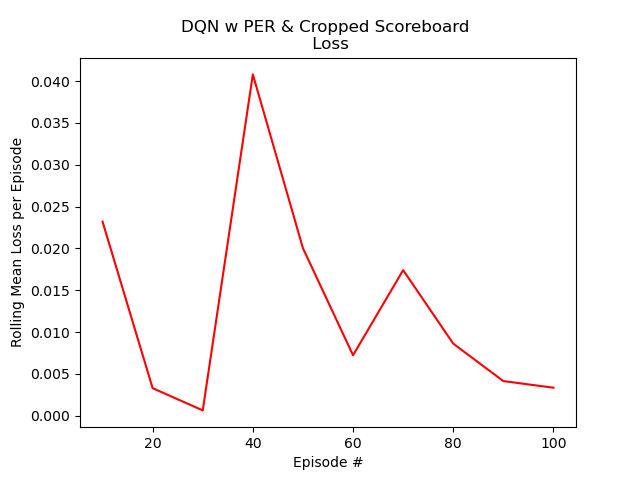 DQN w PER & Cropped Scoreboard
Loss
Rolling Mean Loss per Episode
0.040
0.035
0.030
0.025
0.020
0.015
0.010
0.005
0.000
20 40 60 80 100
Episode #